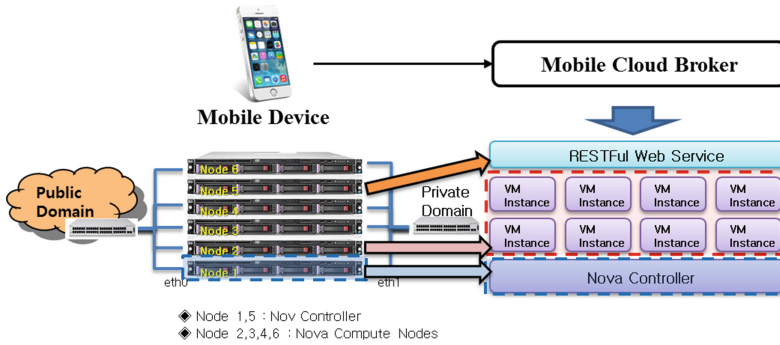 Mobile Device
Mobile Cloud Broker
Public
Domain
Node 6
Node 5
Node 4
Node 3
Node 2
Node 1
eth0
eth1
Private
Domain
RESTFul Web Service
VM
Instance
VM
Instance
VM
Instance
VM
Instance
VM
Instance
VM
Instance
VM
Instance
VM
Instance
Nova Controller
◆ Node 1,5 : Nov Controller
◆ Node 2,3,4,6 : Nova Compute Nodes